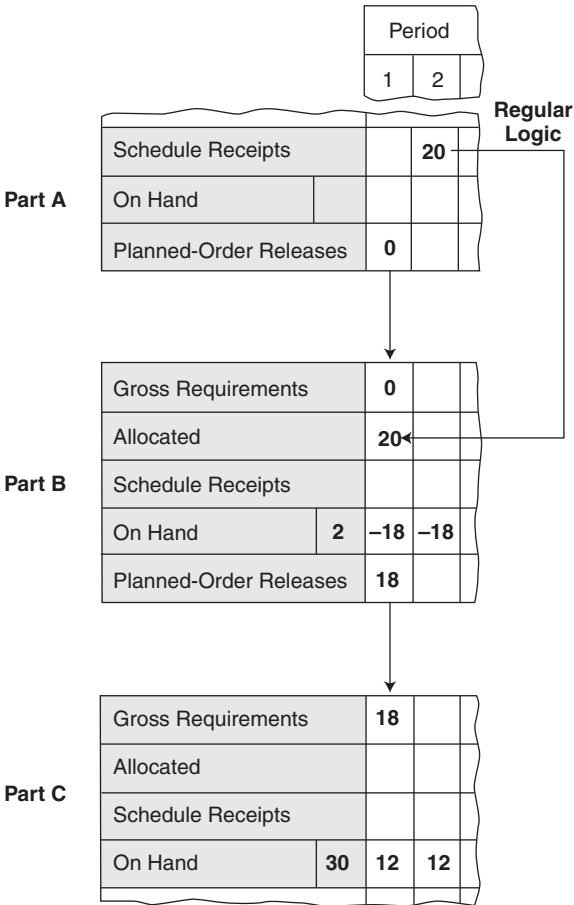 Period
1 2
Regular
Logic
Part A
Schedule Receipts 20
On Hand
Planned-Order Releases 0
Part B
Gross Requirements 0
Allocated 20
Schedule Receipts
On Hand 2 –18 –18
Planned-Order Releases 18
Part C
Gross Requirements 18
Allocated
Schedule Receipts
On Hand 30 12 12